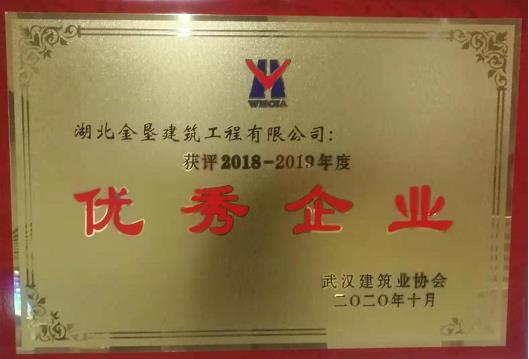 WHCIA
湖北金垦建筑工程有限公司：
获评2018-2019年度
优秀企业
武汉建筑业协会
二〇二〇年十月